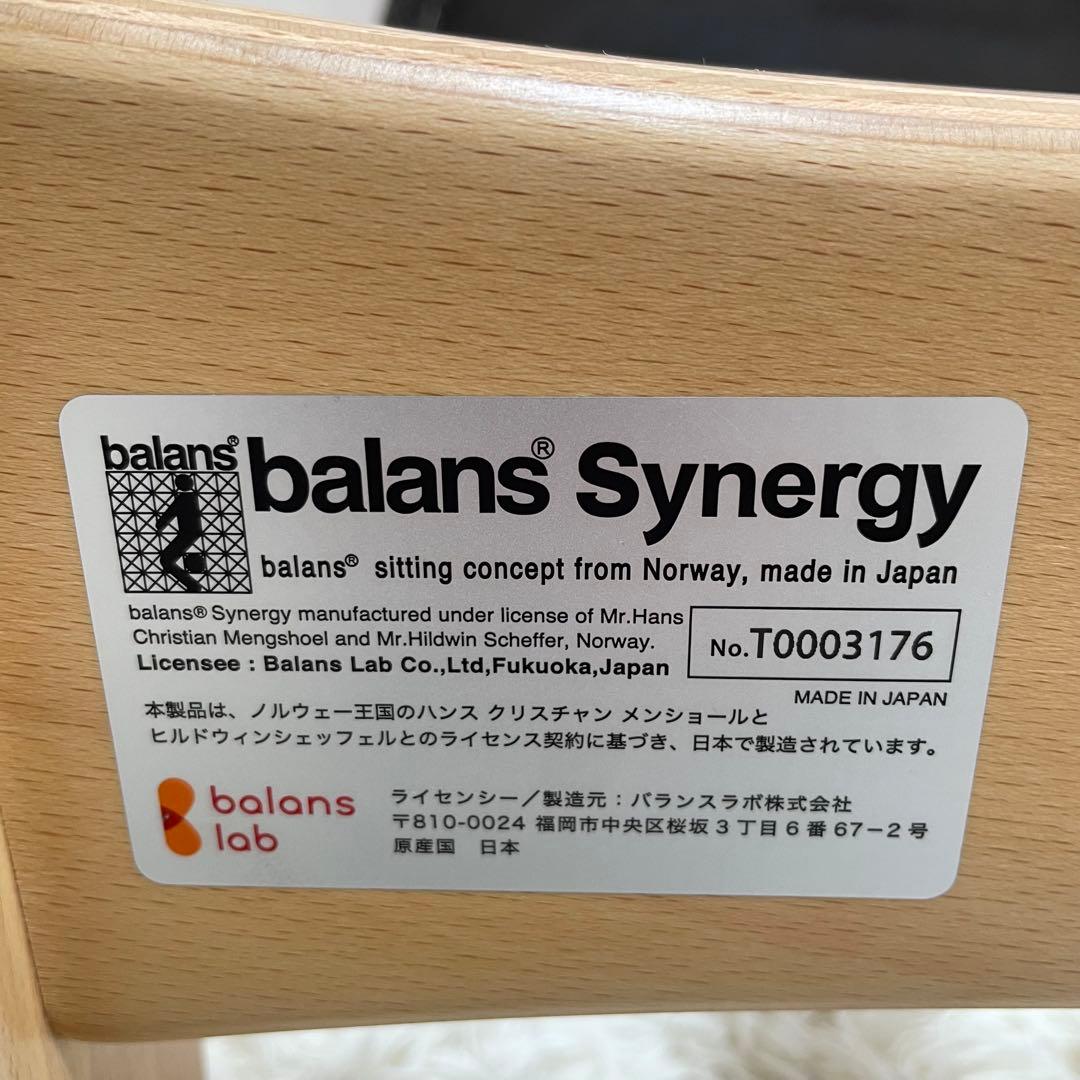 balans®
balans® Synergy
balans® sitting concept from Norway, made in Japan
balans® Synergy manufactured under license of Mr.Hans
Christian Mengshoel and Mr.Hildwin Scheffer, Norway.
Licensee : Balans Lab Co.,Ltd,Fukuoka,Japan
No.T0003176
MADE IN JAPAN
本製品は、ノルウェー王国のハンス クリスチャン メンショールと
ヒルドウィンシェッフェルとのライセンス契約に基づき、日本で製造されています。
balans
lab
ライセンシー／製造元：バランスラボ株式会社
〒810-0024 福岡市中央区桜坂3丁目6番67－2号
原産国 日本